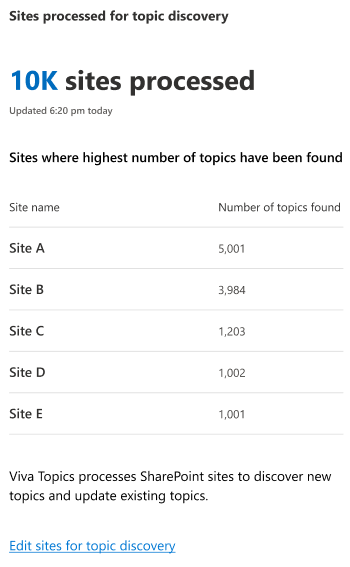 Sites processed for topic discovery
10K sites processed
Updated 6:20 pm today
Sites where highest number of topics have been found
Site name Number of topics found
Site A 5,001
Site B 3,984
Site C 1,203
Site D 1,002
Site E 1,001
Viva Topics processes SharePoint sites to discover new
topics and update existing topics.
Edit sites for topic discovery